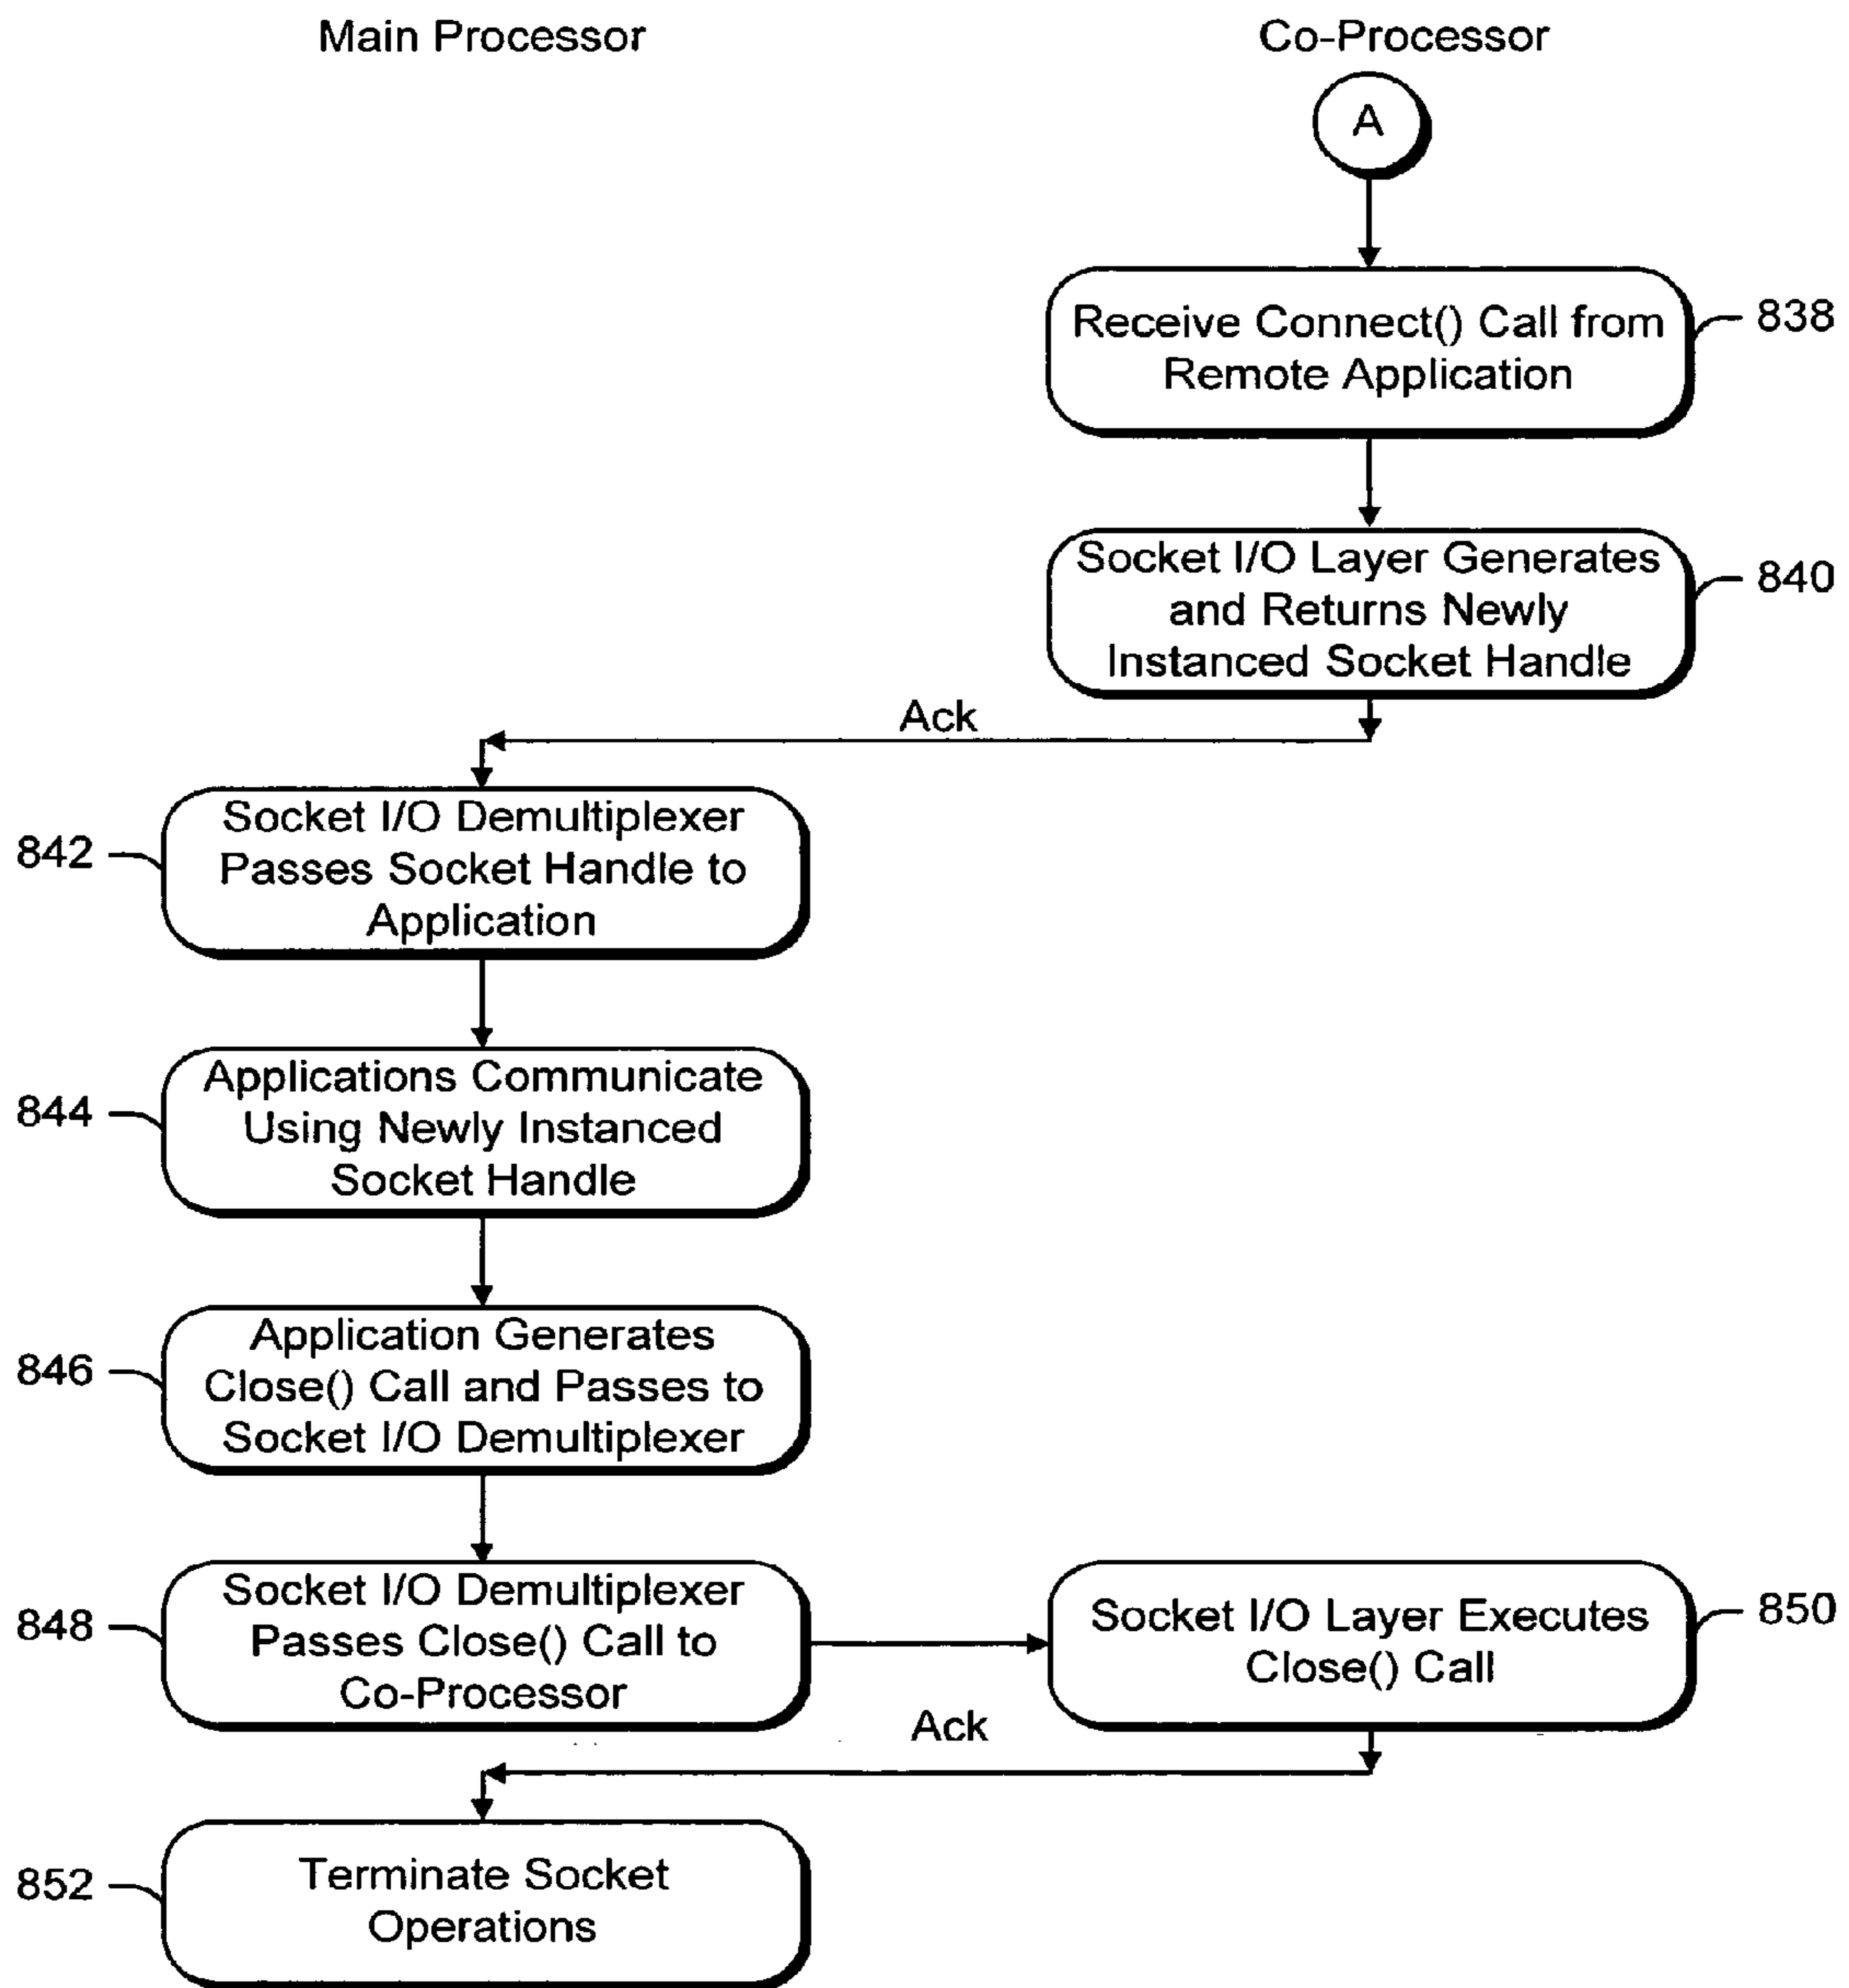 Main Processor
Co-Processor
A
Receive Connect() Call from
Remote Application
838
Socket I/O Layer Generates
and Returns Newly
Instanced Socket Handle
840
Ack
842
Socket I/O Demultiplexer
Passes Socket Handle to
Application
844
Applications Communicate
Using Newly Instanced
Socket Handle
846
Application Generates
Close() Call and Passes to
Socket I/O Demultiplexer
848
Socket I/O Demultiplexer
Passes Close() Call to
Co-Processor
Socket I/O Layer Executes
Close() Call
850
Ack
852
Terminate Socket
Operations